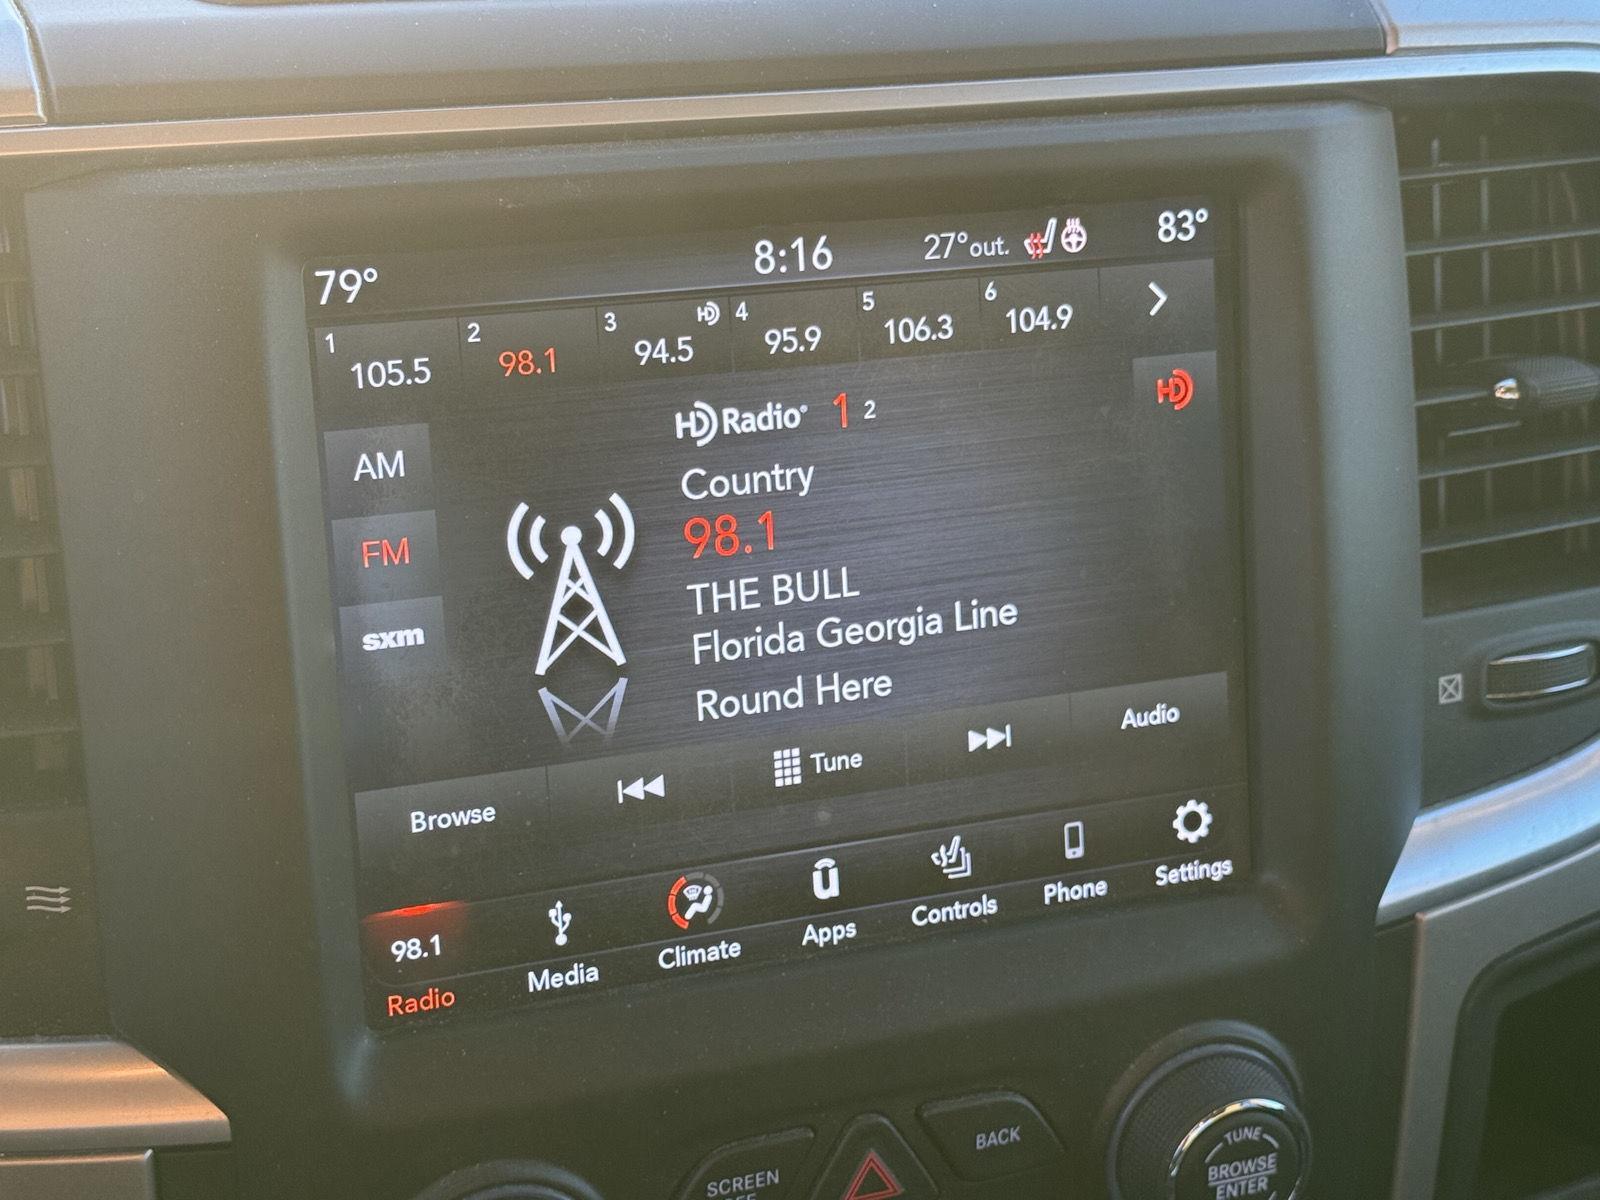 79° 8:16 27°out. 83°
1 105.5 2 98.1 3 94.5 HD 4 95.9 5 106.3 6 104.9
HD Radio 1 2 HD
AM
Country
98.1
FM
THE BULL
sxm
Florida Georgia Line
Round Here
Browse Tune Audio
98.1
Radio Media Climate Apps Controls Phone Settings
SCREEN
BACK
TUNE
BROWSE
ENTER